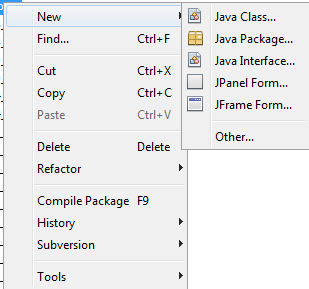 New
Find... Ctrl+F
Cut Ctrl+X
Copy Ctrl+C
Paste Ctrl+V
Delete Delete
Refactor
Compile Package F9
History
Subversion
Tools
Java Class...
Java Package...
Java Interface...
JPanel Form...
JFrame Form...
Other...